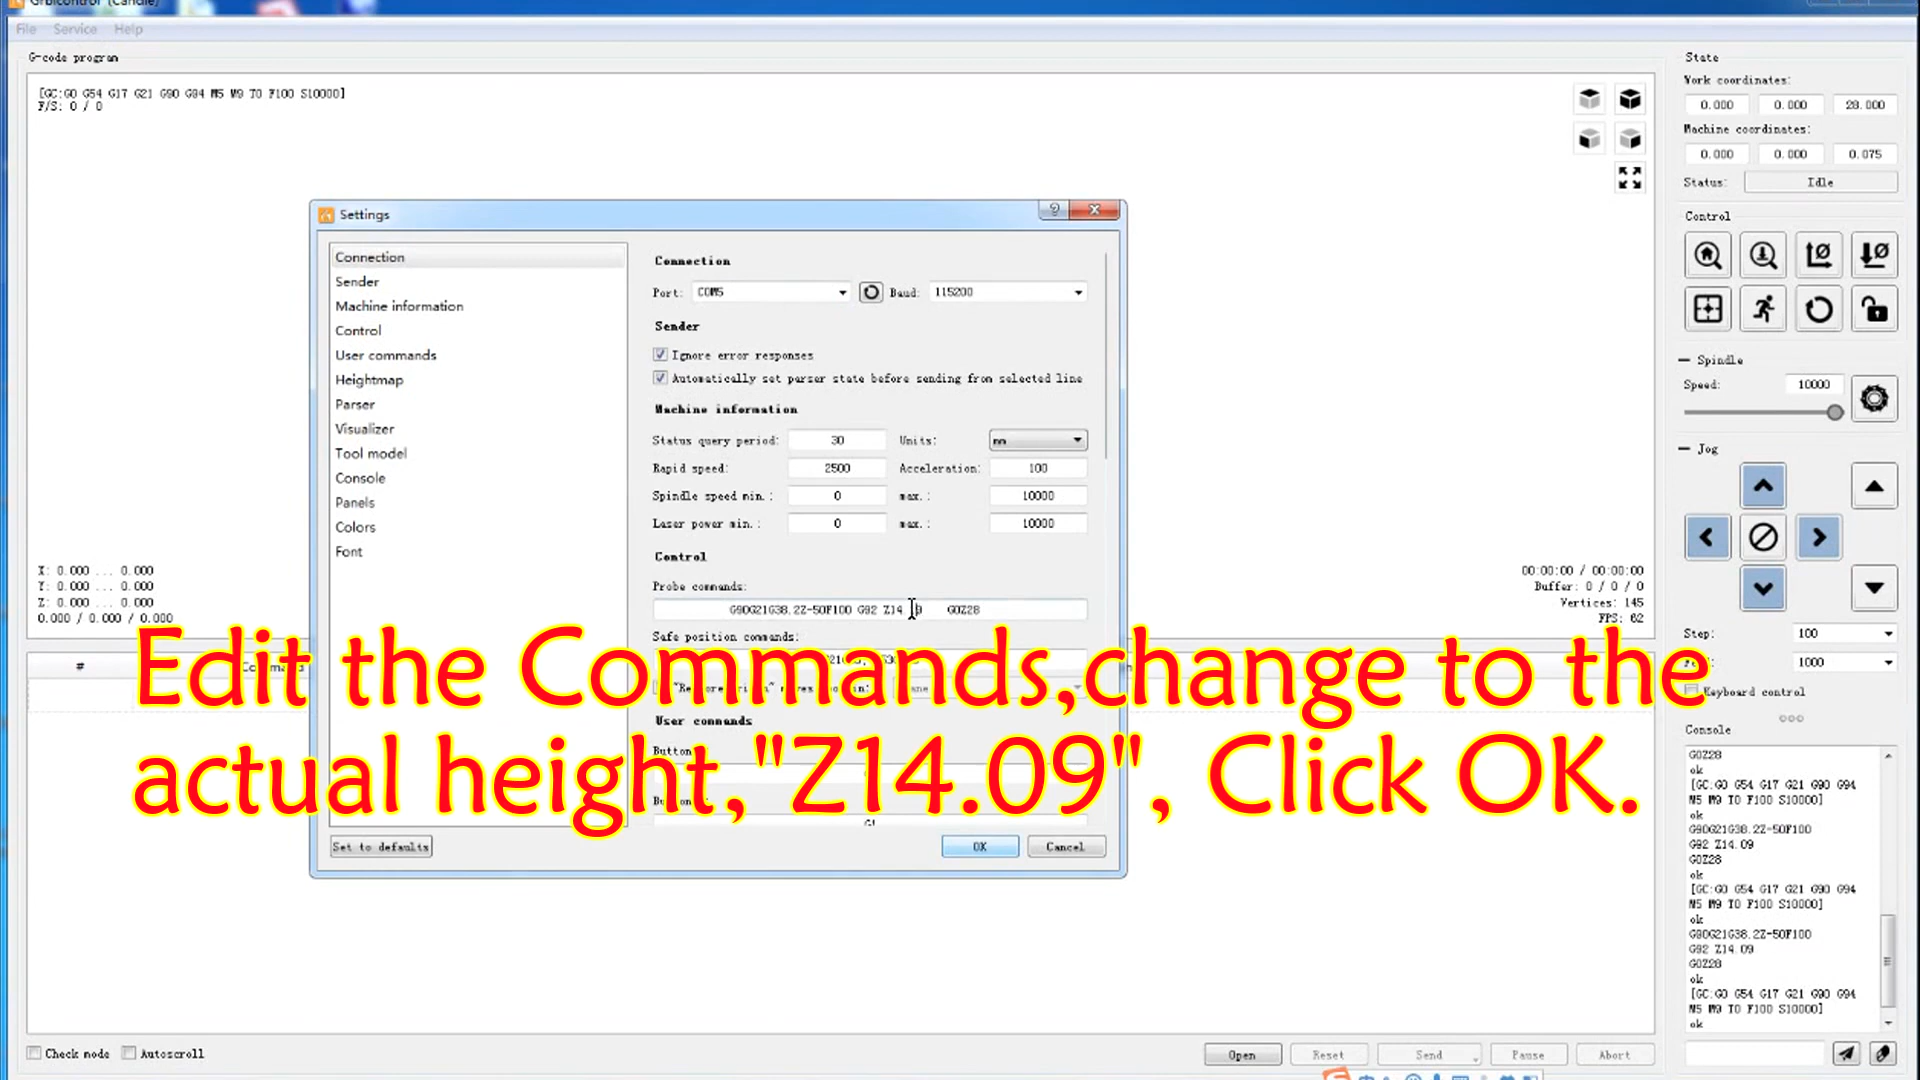 Grblcontrol (Candle)
File Service Help
G-code program
[GC:G0 G54 G17 G21 G90 G94 M5 M9 T0 F100 S10000]
F/S: 0 / 0
X: 0.000 ... 0.000
Y: 0.000 ... 0.000
Z: 0.000 ... 0.000
0.000 / 0.000 / 0.000
00:00:00 / 00:00:00
Buffer: 0 / 0 / 0
Vertices: 145
FPS: 62
Settings
Connection
Sender
Machine information
Control
User commands
Heightmap
Parser
Visualizer
Tool model
Console
Panels
Colors
Font
Connection
Port: COM5 Baud: 115200
Sender
Ignore error responses
Automatically set parser state before sending from selected line
Machine information
Status query period: 30 Units: mm
Rapid speed: 2500 Acceleration: 100
Spindle speed min.: 0 max.: 10000
Laser power min.: 0 max.: 10000
Control
Probe commands:
G90G21G38.2Z-50F100 G92 Z14. G0Z28
Safe position commands:
User commands
Button
Set to defaults OK Cancel
Edit the Commands,change to the
actual height, "Z14.09", Click OK.
#
State
Work coordinates:
0.000 0.000 28.000
Machine coordinates:
0.000 0.000 0.075
Status: Idle
Control
Spindle
Speed: 10000
Jog
Step: 100
1000
Keyboard control
Console
G0Z28
ok
[GC:G0 G54 G17 G21 G90 G94
M5 M9 T0 F100 S10000]
ok
G90G21G38.2Z-50F100
G92 Z14.09
G0Z28
ok
[GC:G0 G54 G17 G21 G90 G94
M5 M9 T0 F100 S10000]
ok
G90G21G38.2Z-50F100
G92 Z14.09
G0Z28
ok
[GC:G0 G54 G17 G21 G90 G94
M5 M9 T0 F100 S10000]
ok
Check mode Autoscroll
Open Reset Send Pause Abort